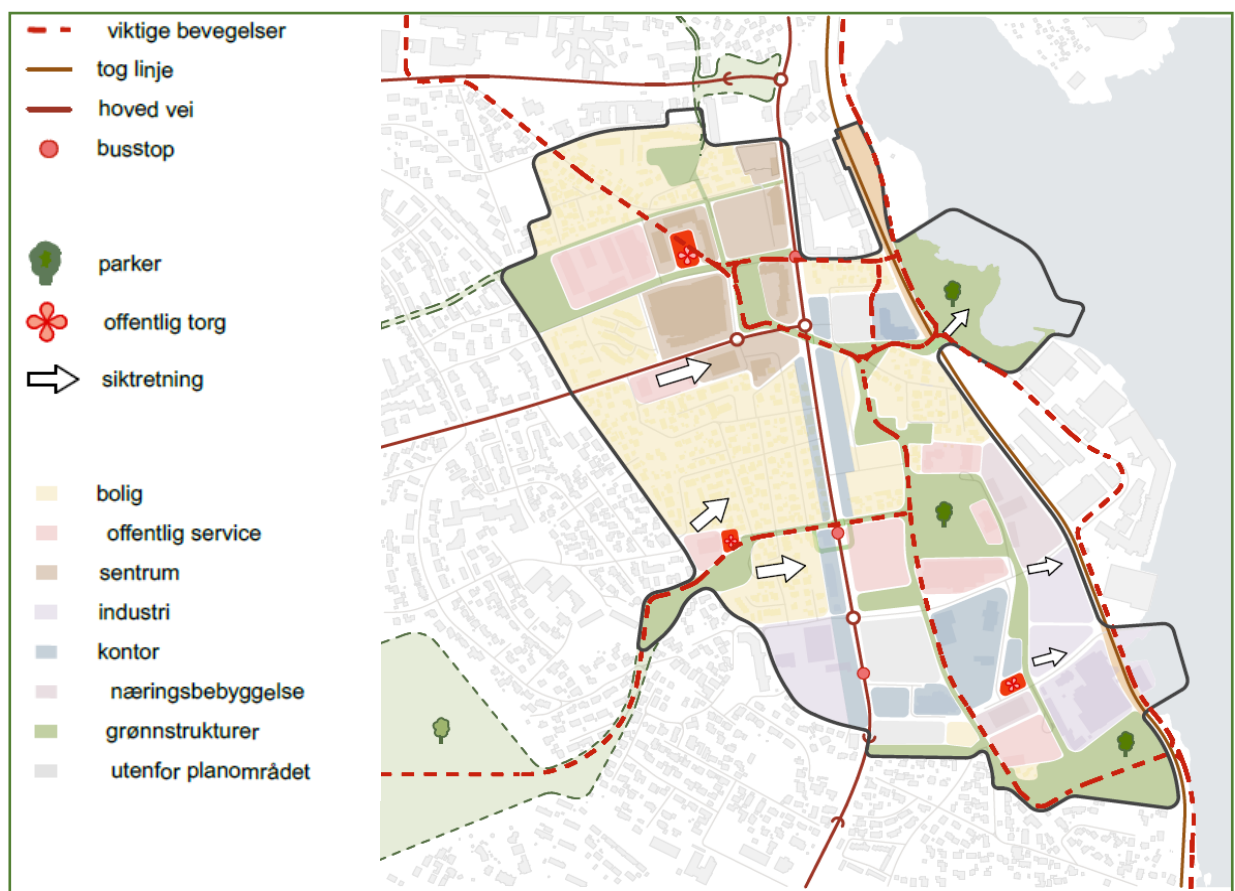 viktige bevegelser
tog linje
hoved vei
busstop
parker
offentlig torg
siktretning
bolig
offentlig service
sentrum
industri
kontor
næringsbebyggelse
grønnstrukturer
utenfor planområdet